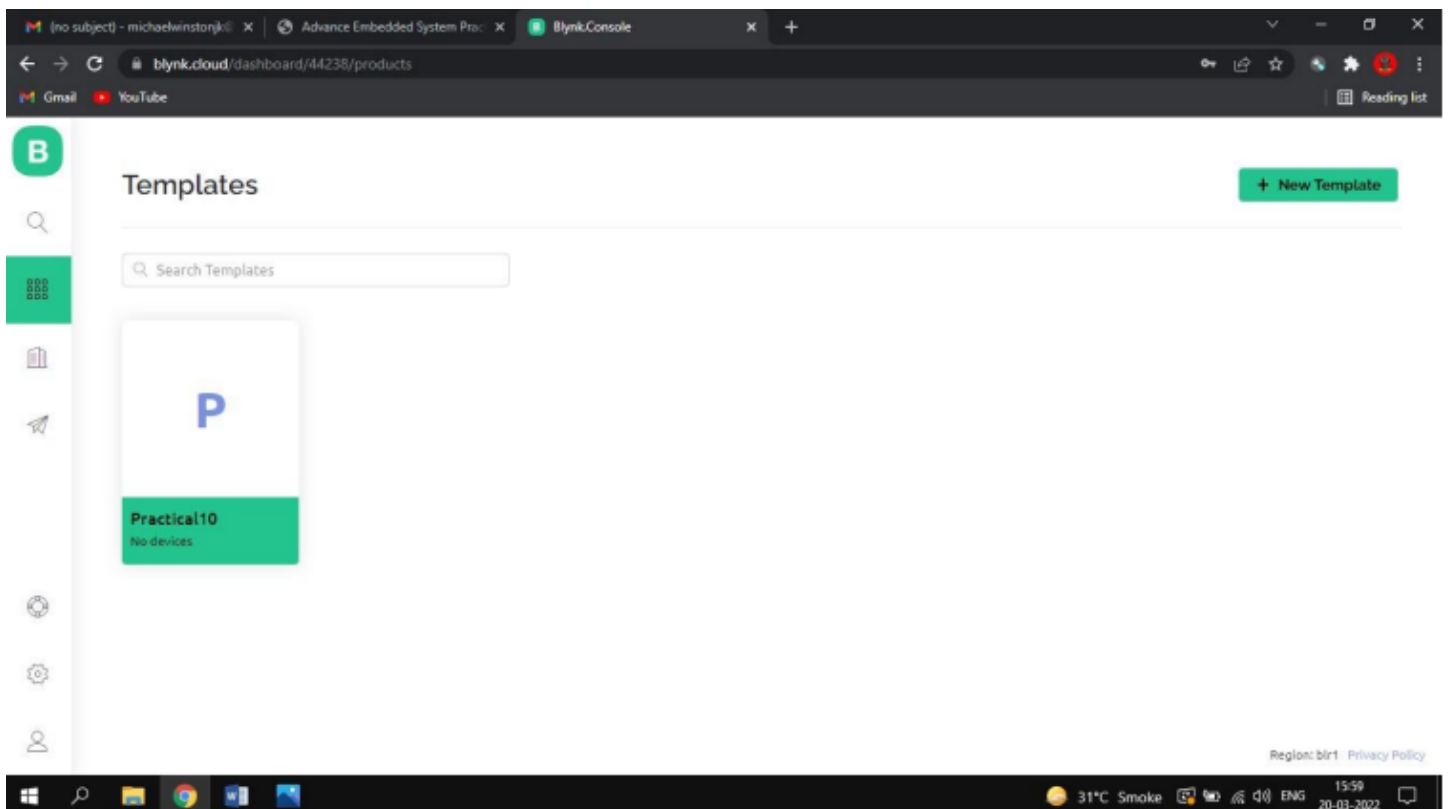 (no subject) - michaelwinstonjk
Advance Embedded System Prac
Blynk.Console
blynk.cloud/dashboard/44238/products
Gmail
YouTube
Reading list
B
Templates
+ New Template
Search Templates
P
Practical10
No devices
Region: blr1 Privacy Policy
31°C Smoke
ENG
15:59
20-03-2022